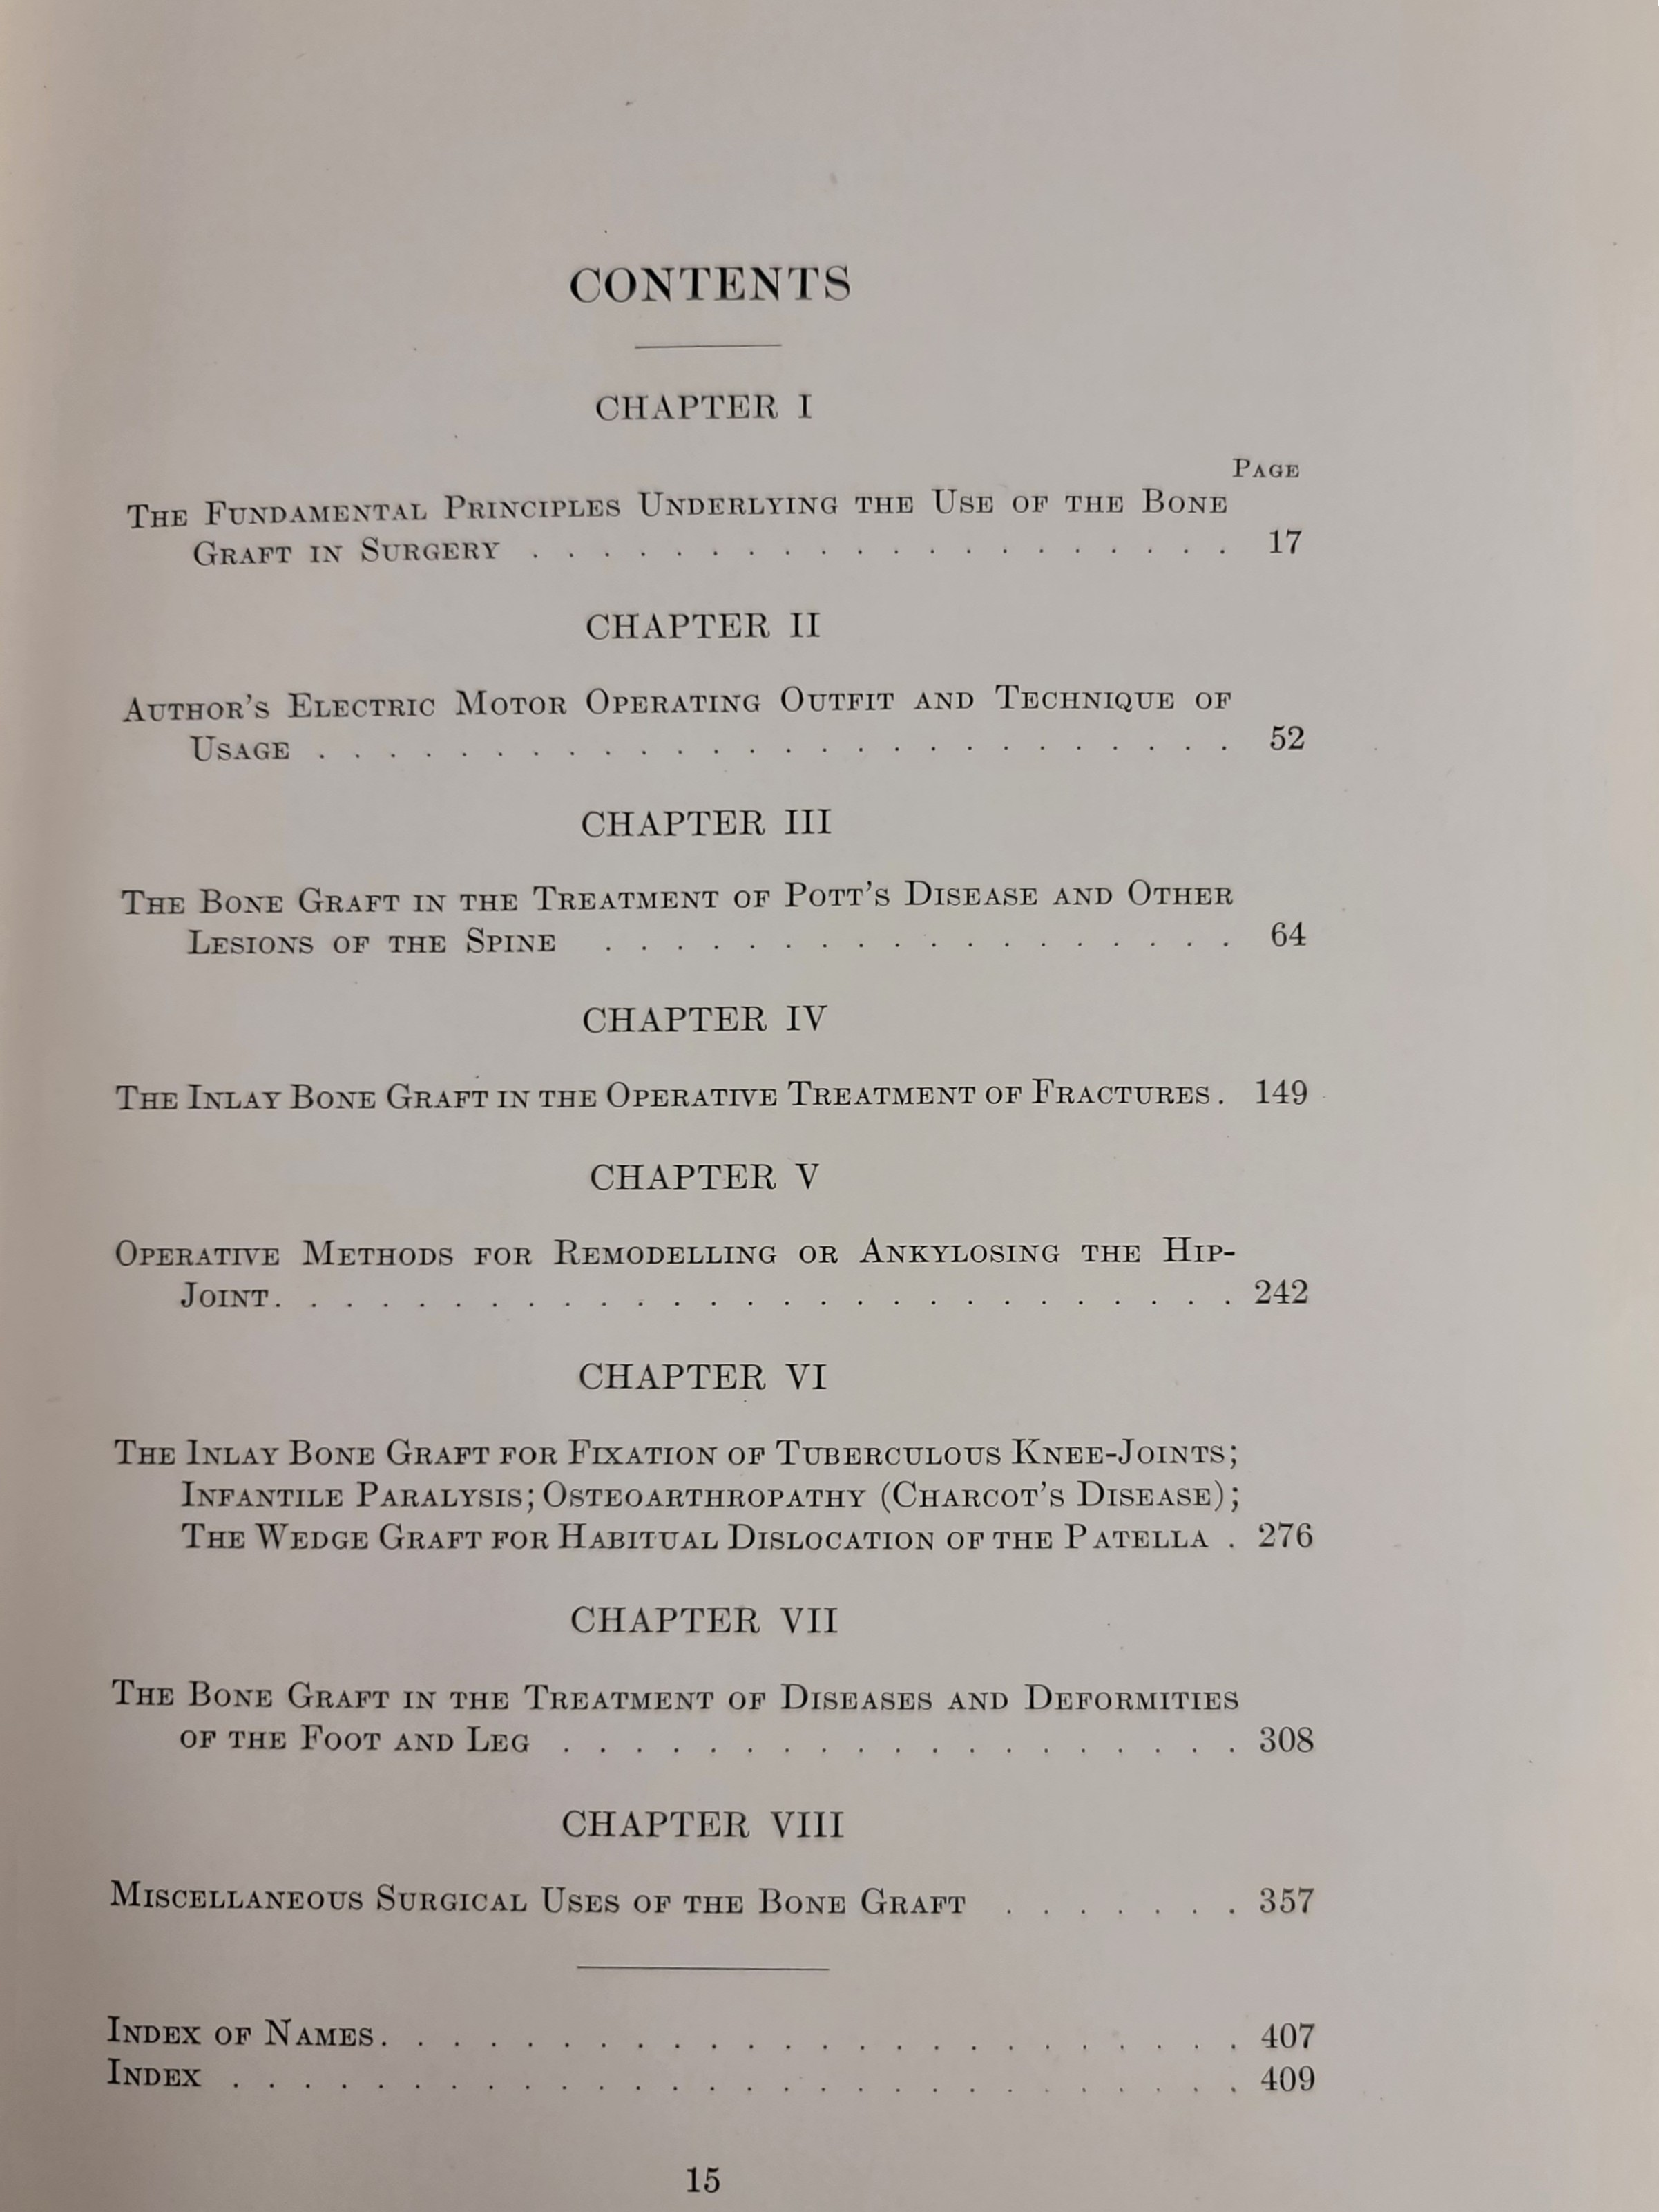 CONTENTS
CHAPTER I
PAGE
THE FUNDAMENTAL PRINCIPLES UNDERLYING THE USE OF THE BONE
GRAFT IN SURGERY . . . . . . . . . . . . . . . . . . . . 17
CHAPTER II
AUTHOR'S ELECTRIC MOTOR OPERATING OUTFIT AND TECHNIQUE OF
USAGE . . . . . . . . . . . . . . . . . . . . . . . . . . 52
CHAPTER III
THE BONE GRAFT IN THE TREATMENT OF POTT'S DISEASE AND OTHER
LESIONS OF THE SPINE . . . . . . . . . . . . . . . . . . 64
CHAPTER IV
THE INLAY BONE GRAFT IN THE OPERATIVE TREATMENT OF FRACTURES . 149
CHAPTER V
OPERATIVE METHODS FOR REMODELLING OR ANKYLOSING THE HIP-
JOINT . . . . . . . . . . . . . . . . . . . . . . . . . . . 242
CHAPTER VI
THE INLAY BONE GRAFT FOR FIXATION OF TUBERCULOUS KNEE-JOINTS;
INFANTILE PARALYSIS; OSTEOARTHROPATHY (CHARCOT'S DISEASE);
THE WEDGE GRAFT FOR HABITUAL DISLOCATION OF THE PATELLA . 276
CHAPTER VII
THE BONE GRAFT IN THE TREATMENT OF DISEASES AND DEFORMITIES
OF THE FOOT AND LEG . . . . . . . . . . . . . . . . . . . 308
CHAPTER VIII
MISCELLANEOUS SURGICAL USES OF THE BONE GRAFT . . . . . . . 357
INDEX OF NAMES . . . . . . . . . . . . . . . . . . . . . . . . 407
INDEX . . . . . . . . . . . . . . . . . . . . . . . . . . . . 409
15